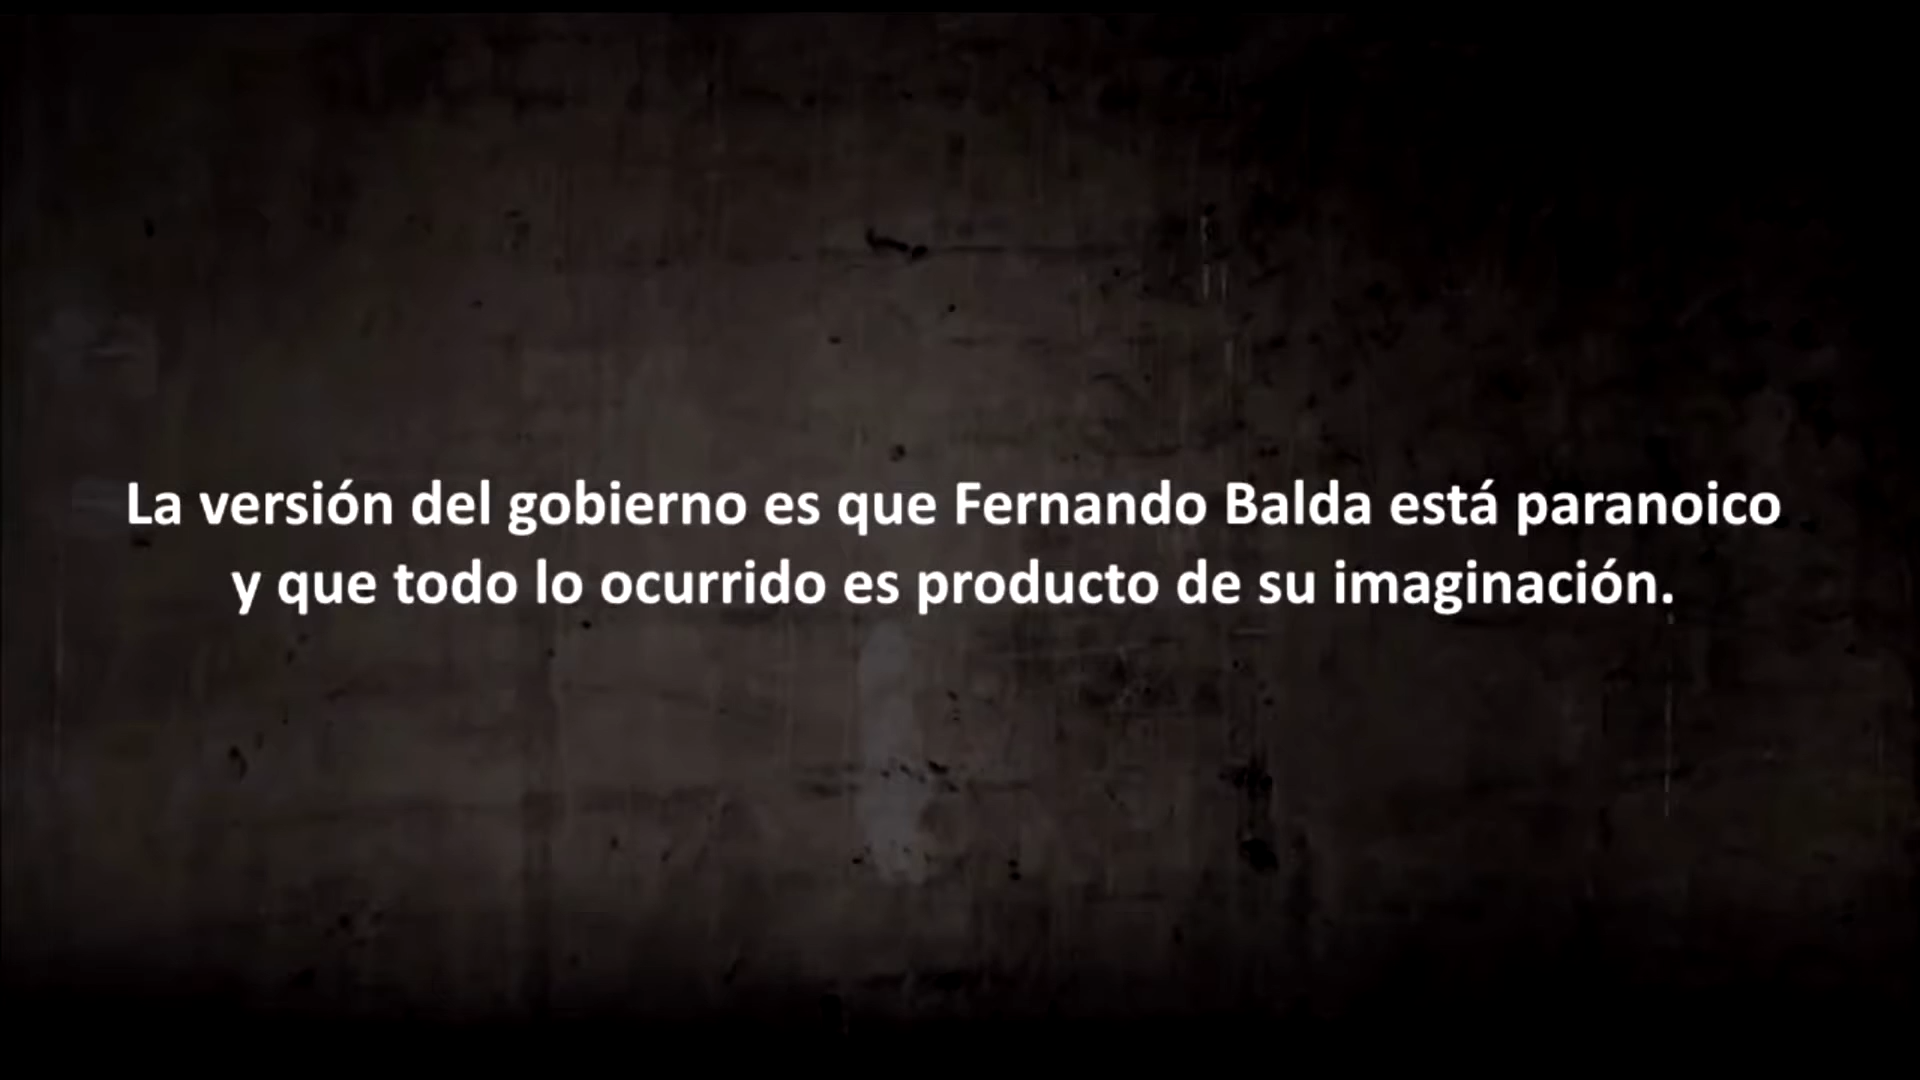 La versión del gobierno es que Fernando Balda está paranoico
y que todo lo ocurrido es producto de su imaginación.